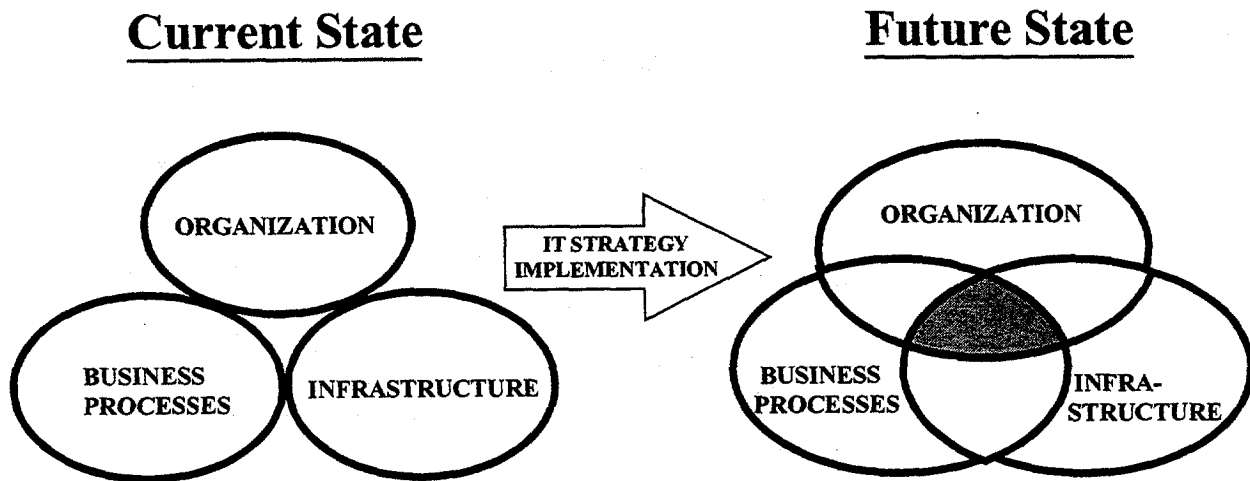 Current State
Future State
ORGANIZATION
BUSINESS
PROCESSES
INFRASTRUCTURE
IT STRATEGY
IMPLEMENTATION
ORGANIZATION
BUSINESS
PROCESSES
INFRA-
STRUCTURE